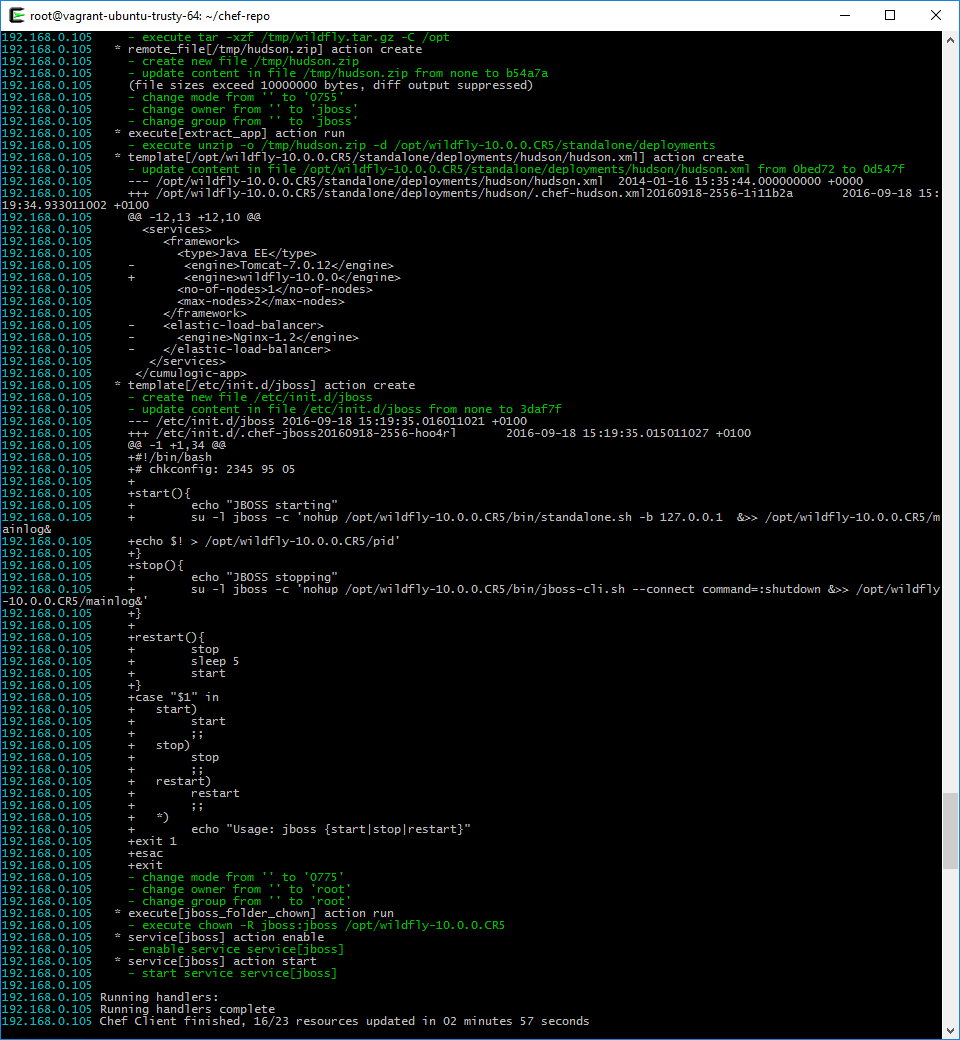 root@vagrant-ubuntu-trusty-64: ~/chef-repo
192.168.0.105     - execute tar -xzf /tmp/wildfly.tar.gz -C /opt
192.168.0.105   * remote_file[/tmp/hudson.zip] action create
192.168.0.105     - create new file /tmp/hudson.zip
192.168.0.105     - update content in file /tmp/hudson.zip from none to b54a7a
192.168.0.105     (file sizes exceed 10000000 bytes, diff output suppressed)
192.168.0.105     - change mode from '' to '0755'
192.168.0.105     - change owner from '' to 'jboss'
192.168.0.105     - change group from '' to 'jboss'
192.168.0.105   * execute[extract_app] action run
192.168.0.105     - execute unzip -o /tmp/hudson.zip -d /opt/wildfly-10.0.0.CR5/standalone/deployments
192.168.0.105   * template[/opt/wildfly-10.0.0.CR5/standalone/deployments/hudson/hudson.xml] action create
192.168.0.105     - update content in file /opt/wildfly-10.0.0.CR5/standalone/deployments/hudson/hudson.xml from 0bed72 to 0d547f
192.168.0.105     --- /opt/wildfly-10.0.0.CR5/standalone/deployments/hudson/hudson.xml  2014-01-16 15:35:44.000000000 +0000
192.168.0.105     +++ /opt/wildfly-10.0.0.CR5/standalone/deployments/hudson/.chef-hudson.xml20160918-2556-1i11b2a       2016-09-18 15:
19:34.933011002 +0100
192.168.0.105     @@ -12,13 +12,10 @@
192.168.0.105       <services>
192.168.0.105          <framework>
192.168.0.105            <type>Java EE</type>
192.168.0.105     -       <engine>Tomcat-7.0.12</engine>
192.168.0.105     +       <engine>wildfly-10.0.0</engine>
192.168.0.105            <no-of-nodes>1</no-of-nodes>
192.168.0.105            <max-nodes>2</max-nodes>
192.168.0.105          </framework>
192.168.0.105     -    <elastic-load-balancer>
192.168.0.105     -      <engine>Nginx-1.2</engine>
192.168.0.105     -    </elastic-load-balancer>
192.168.0.105        </services>
192.168.0.105      </cumulogic-app>
192.168.0.105   * template[/etc/init.d/jboss] action create
192.168.0.105     - create new file /etc/init.d/jboss
192.168.0.105     - update content in file /etc/init.d/jboss from none to 3daf7f
192.168.0.105     --- /etc/init.d/jboss 2016-09-18 15:19:35.016011021 +0100
192.168.0.105     +++ /etc/init.d/.chef-jboss20160918-2556-hoo4rl       2016-09-18 15:19:35.015011027 +0100
192.168.0.105     @@ -1 +1,34 @@
192.168.0.105     +#!/bin/bash
192.168.0.105     +# chkconfig: 2345 95 05
192.168.0.105     +
192.168.0.105     +start(){
192.168.0.105     +        echo "JBOSS starting"
192.168.0.105     +        su -l jboss -c 'nohup /opt/wildfly-10.0.0.CR5/bin/standalone.sh -b 127.0.0.1  &>> /opt/wildfly-10.0.0.CR5/m
ainlog&
192.168.0.105     +echo $! > /opt/wildfly-10.0.0.CR5/pid'
192.168.0.105     +}
192.168.0.105     +stop(){
192.168.0.105     +        echo "JBOSS stopping"
192.168.0.105     +        su -l jboss -c 'nohup /opt/wildfly-10.0.0.CR5/bin/jboss-cli.sh --connect command=:shutdown &>> /opt/wildfly
-10.0.0.CR5/mainlog&'
192.168.0.105     +}
192.168.0.105     +
192.168.0.105     +restart(){
192.168.0.105     +        stop
192.168.0.105     +        sleep 5
192.168.0.105     +        start
192.168.0.105     +}
192.168.0.105     +case "$1" in
192.168.0.105     +   start)
192.168.0.105     +        start
192.168.0.105     +        ;;
192.168.0.105     +   stop)
192.168.0.105     +        stop
192.168.0.105     +        ;;
192.168.0.105     +   restart)
192.168.0.105     +        restart
192.168.0.105     +        ;;
192.168.0.105     +   *)
192.168.0.105     +        echo "Usage: jboss {start|stop|restart}"
192.168.0.105     +exit 1
192.168.0.105     +esac
192.168.0.105     +exit
192.168.0.105     - change mode from '' to '0775'
192.168.0.105     - change owner from '' to 'root'
192.168.0.105     - change group from '' to 'root'
192.168.0.105   * execute[jboss_folder_chown] action run
192.168.0.105     - execute chown -R jboss:jboss /opt/wildfly-10.0.0.CR5
192.168.0.105   * service[jboss] action enable
192.168.0.105     - enable service service[jboss]
192.168.0.105   * service[jboss] action start
192.168.0.105     - start service service[jboss]
192.168.0.105
192.168.0.105 Running handlers:
192.168.0.105 Running handlers complete
192.168.0.105 Chef Client finished, 16/23 resources updated in 02 minutes 57 seconds